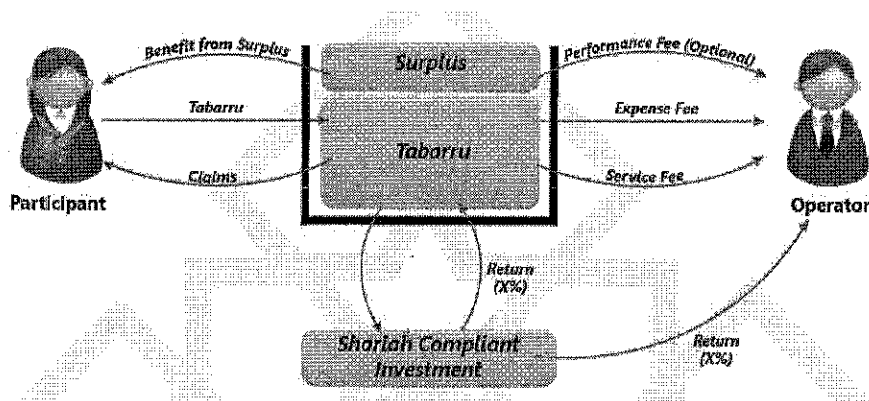 Benefit from Surplus
Surplus
Performance Fee (Optional)
Tabarru
Tabarru
Expense Fee
Claims
Service Fee
Participant
Operator
Return
(X%)
Shariah Compliant
Investment
Return
(X%)